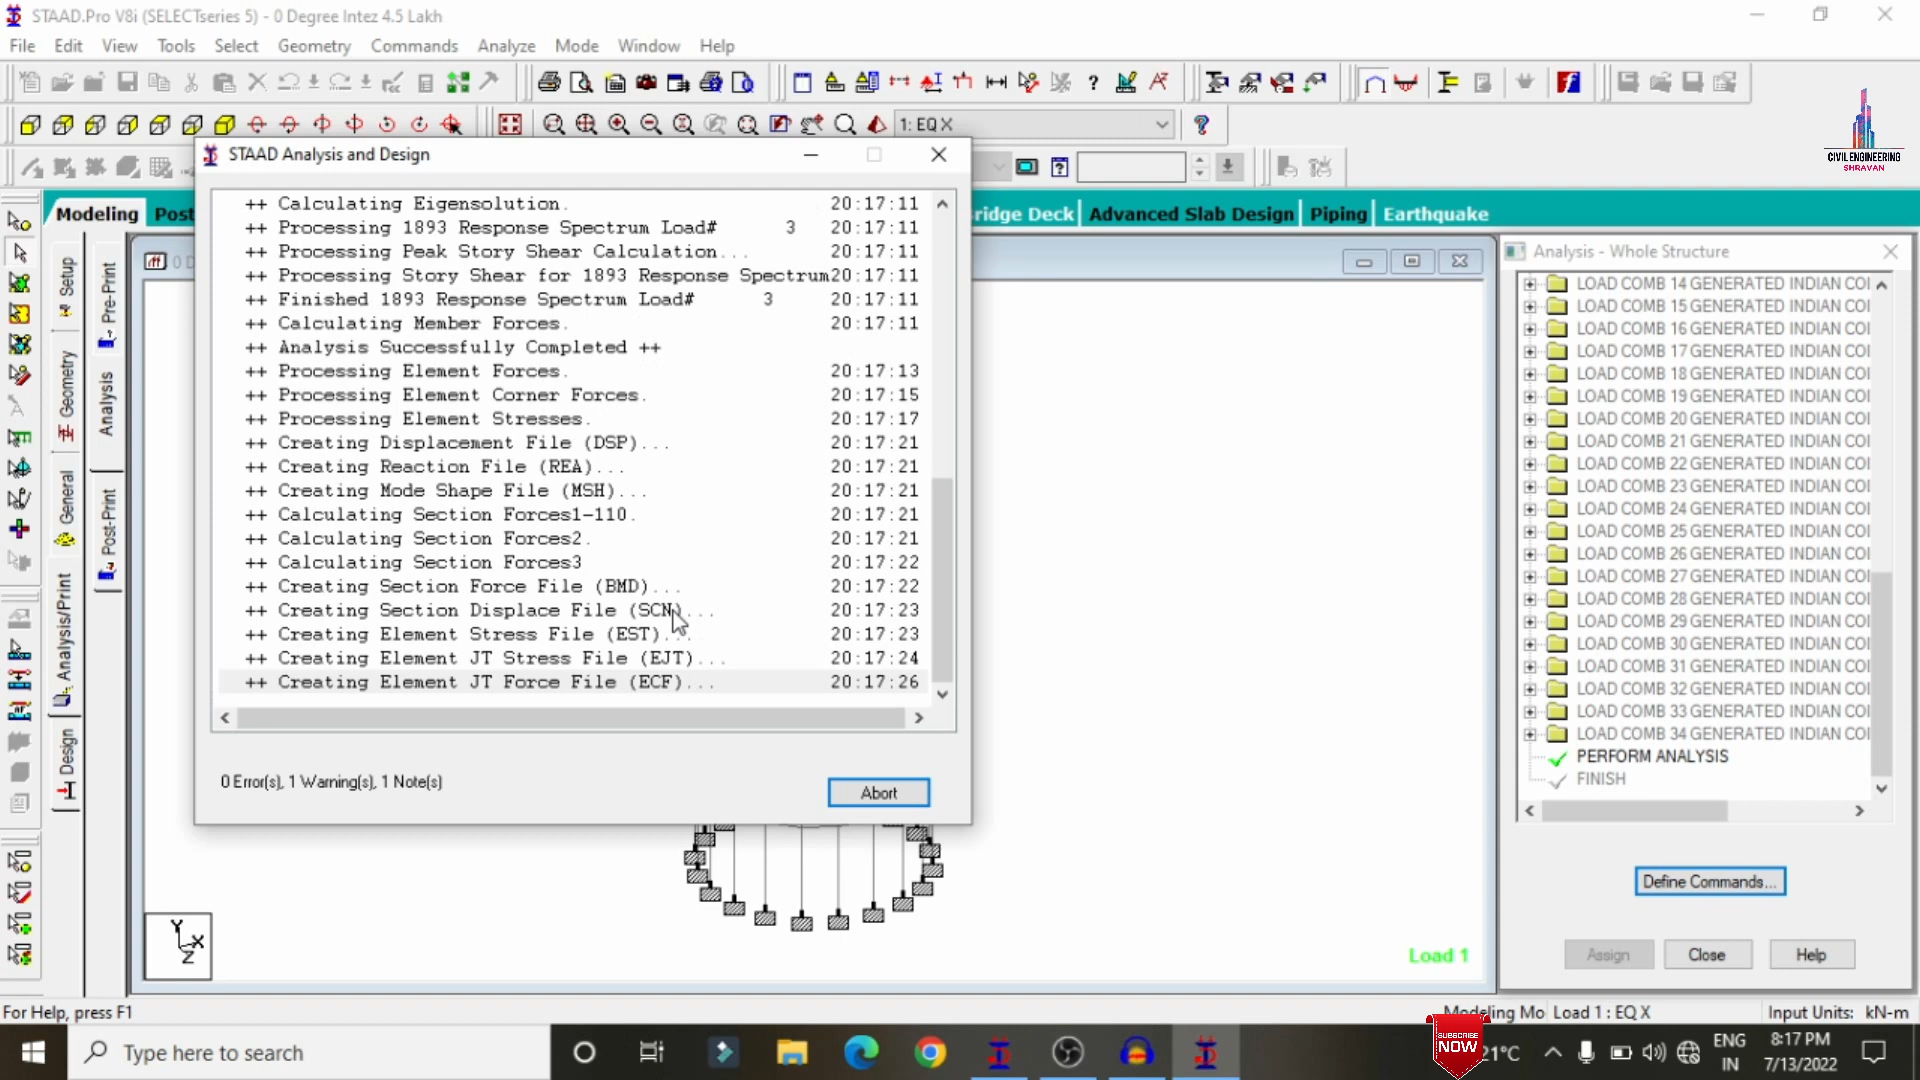 STAAD.Pro V8i (SELECTseries 5) - 0 Degree Intez 4.5 Lakh
File Edit View Tools Select Geometry Commands Analyze Mode Window Help
1: EQ X
CIVIL ENGINEERING
SHRAVAN
STAAD Analysis and Design
Modeling
Post
ridge Deck
Advanced Slab Design
Piping
Earthquake
Setup
Geometry
General
Analysis/Print
Design
Pre-Print
Analysis
Post-Print
++ Calculating Eigensolution. 20:17:11
++ Processing 1893 Response Spectrum Load# 3 20:17:11
++ Processing Peak Story Shear Calculation... 20:17:11
++ Processing Story Shear for 1893 Response Spectrum 20:17:11
++ Finished 1893 Response Spectrum Load# 3 20:17:11
++ Calculating Member Forces. 20:17:11
++ Analysis Successfully Completed ++
++ Processing Element Forces. 20:17:13
++ Processing Element Corner Forces. 20:17:15
++ Processing Element Stresses. 20:17:17
++ Creating Displacement File (DSP)... 20:17:21
++ Creating Reaction File (REA)... 20:17:21
++ Creating Mode Shape File (MSH)... 20:17:21
++ Calculating Section Forces1-110. 20:17:21
++ Calculating Section Forces2. 20:17:21
++ Calculating Section Forces3 20:17:22
++ Creating Section Force File (BMD)... 20:17:22
++ Creating Section Displace File (SCN)... 20:17:23
++ Creating Element Stress File (EST)... 20:17:23
++ Creating Element JT Stress File (EJT)... 20:17:24
++ Creating Element JT Force File (ECF)... 20:17:26
0 Error(s), 1 Warning(s), 1 Note(s)
Abort
Y
X
Z
Load 1
Analysis - Whole Structure
LOAD COMB 14 GENERATED INDIAN COI
LOAD COMB 15 GENERATED INDIAN COI
LOAD COMB 16 GENERATED INDIAN COI
LOAD COMB 17 GENERATED INDIAN COI
LOAD COMB 18 GENERATED INDIAN COI
LOAD COMB 19 GENERATED INDIAN COI
LOAD COMB 20 GENERATED INDIAN COI
LOAD COMB 21 GENERATED INDIAN COI
LOAD COMB 22 GENERATED INDIAN COI
LOAD COMB 23 GENERATED INDIAN COI
LOAD COMB 24 GENERATED INDIAN COI
LOAD COMB 25 GENERATED INDIAN COI
LOAD COMB 26 GENERATED INDIAN COI
LOAD COMB 27 GENERATED INDIAN COI
LOAD COMB 28 GENERATED INDIAN COI
LOAD COMB 29 GENERATED INDIAN COI
LOAD COMB 30 GENERATED INDIAN COI
LOAD COMB 31 GENERATED INDIAN COI
LOAD COMB 32 GENERATED INDIAN COI
LOAD COMB 33 GENERATED INDIAN COI
LOAD COMB 34 GENERATED INDIAN COI
PERFORM ANALYSIS
FINISH
Define Commands...
Assign Close Help
For Help, press F1
Modeling Mo Load 1 : EQ X Input Units: kN-m
Type here to search
SUBSCRIBE
NOW
21°C
ENG
IN
8:17 PM
7/13/2022